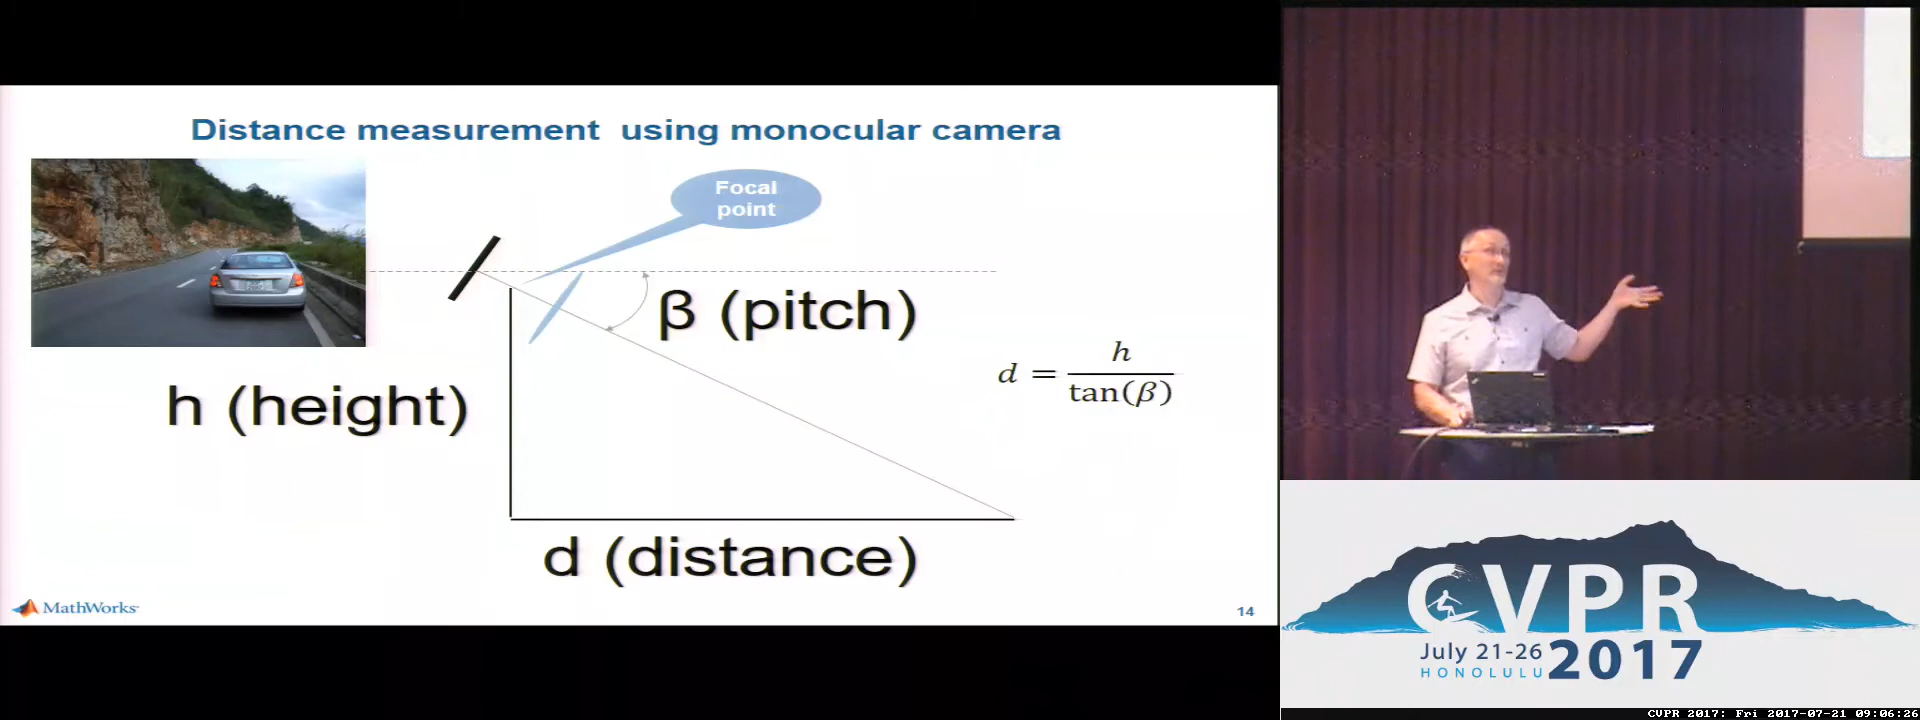 Distance measurement using monocular camera
Focal
point
β (pitch)
h (height)
d = h / tan(β)
d (distance)
MathWorks
14
CVPR
July 21-26
HONOLULU
2017
CVPR 2017: Fri 2017-07-21 09:06:26